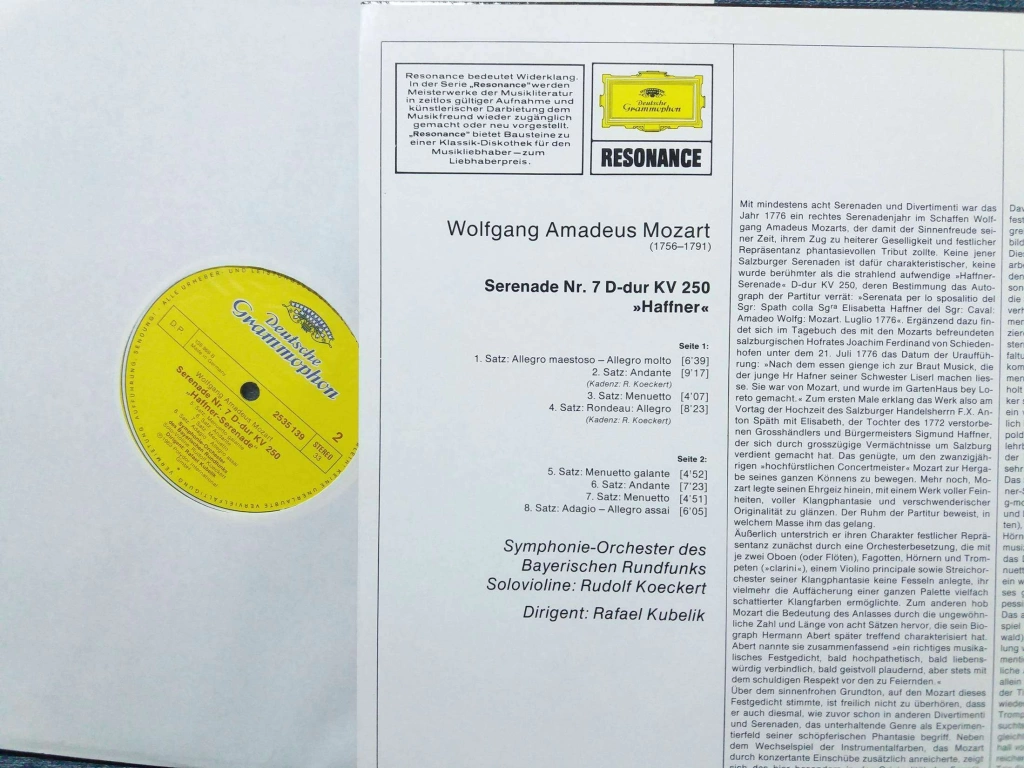 Resonance bedeutet Widerklang.
In der Serie „Resonance“ werden
Meisterwerke der Musikliteratur
in zeitlos gültiger Aufnahme und
künstlerischer Darbietung dem
Musikfreund wieder zugänglich
gemacht oder neu vorgestellt.
„Resonance“ bietet Bausteine zu
einer Klassik-Diskothek für den
Musikliebhaber – zum
Liebhaberpreis.
Deutsche
Grammophon
RESONANCE
Wolfgang Amadeus Mozart
(1756–1791)
Serenade Nr. 7 D-dur KV 250
»Haffner«
Seite 1:
1. Satz: Allegro maestoso – Allegro molto [6'39]
2. Satz: Andante [9'17]
(Kadenz: R. Koeckert)
3. Satz: Menuetto [4'07]
4. Satz: Rondeau: Allegro [8'23]
(Kadenz: R. Koeckert)
Seite 2:
5. Satz: Menuetto galante [4'52]
6. Satz: Andante [7'23]
7. Satz: Menuetto [4'51]
8. Satz: Adagio – Allegro assai [6'05]
Symphonie-Orchester des
Bayerischen Rundfunks
Solovioline: Rudolf Koeckert
Dirigent: Rafael Kubelik
Mit mindestens acht Serenaden und Divertimenti war das
Jahr 1776 ein rechtes Serenadenjahr im Schaffen Wolf-
gang Amadeus Mozarts, der damit der Sinnenfreude sei-
ner Zeit, ihrem Zug zu heiterer Geselligkeit und festlicher
Repräsentanz phantasievollen Tribut zollte. Keine jener
Salzburger Serenaden ist dafür charakteristischer, keine
wurde berühmter als die strahlend aufwendige »Haffner-
Serenade« D-dur KV 250, deren Bestimmung das Auto-
graph der Partitur verrät: »Serenata per lo sposalitio del
Sgr: Spath colla Sgra Elisabetta Haffner del Sgr: Caval:
Amadeo Wolfg: Mozart. Luglio 1776«. Ergänzend dazu fin-
det sich im Tagebuch des mit den Mozarts befreundeten
salzburgischen Hofrates Joachim Ferdinand von Schieden-
hofen unter dem 21. Juli 1776 das Datum der Urauffüh-
rung: »Nach dem essen gienge ich zur Braut Musick, die
der junge Hr Hafner seiner Schwester Liserl machen lies-
se. Sie war von Mozart, und wurde im GartenHaus bey Lo-
reto gemacht.« Zum ersten Male erklang das Werk also am
Vortag der Hochzeit des Salzburger Handelsherrn F.X. An-
ton Späth mit Elisabeth, der Tochter des 1772 verstorbe-
nen Grosshändlers und Bürgermeisters Sigmund Haffner,
der sich durch grosszügige Vermächtnisse um Salzburg
verdient gemacht hat. Das genügte, um den zwanzigjäh-
rigen »hochfürstlichen Concertmeister« Mozart zur Herga-
be seines ganzen Könnens zu bewegen. Mehr noch, Mo-
zart legte seinen Ehrgeiz hinein, mit einem Werk voller Fein-
heiten, voller Klangphantasie und verschwenderischer
Originalität zu glänzen. Der Ruhm der Partitur beweist, in
welchem Masse ihm das gelang.
Äußerlich unterstrich er ihren Charakter festlicher Reprä-
sentanz zunächst durch eine Orchesterbesetzung, die mit
je zwei Oboen (oder Flöten), Fagotten, Hörnern und Trom-
peten (»clarini«), einem Violino principale sowie Streichor-
chester seiner Klangphantasie keine Fesseln anlegte, ihr
vielmehr die Auffächerung einer ganzen Palette vielfach
schattierter Klangfarben ermöglichte. Zum anderen hob
Mozart die Bedeutung des Anlasses durch die ungewöhn-
liche Zahl und Länge von acht Sätzen hervor, die sein Bio-
graph Hermann Abert später treffend charakterisiert hat.
Abert nannte sie zusammenfassend »ein richtiges musika-
lisches Festgedicht, bald hochpathetisch, bald liebens-
würdig verbindlich, bald geistvoll plaudernd, aber stets mit
dem schuldigen Respekt vor den zu Feiernden.«
Über dem sinnenfrohen Grundton, auf den Mozart dieses
Festgedicht stimmte, ist freilich nicht zu überhören, dass
er auch diesmal, wie zuvor schon in anderen Divertimenti
und Serenaden, das unterhaltende Genre als Experimen-
tierfeld seiner schöpferischen Phantasie begriff. Neben
dem Wechselspiel der Instrumentalfarben, das Mozart
durch konzertante Einschübe zusätzlich anreicherte, zeigt
Deutsche
Grammophon
Made in Germany
Wolfgang Amadeus Mozart
Serenade Nr. 7 D-dur KV 250
»Haffner-Serenade«
2535 139
2
STEREO
33
Symphonie-Orchester
des Bayerischen Rundfunks
Dirigent: Rafael Kubelik